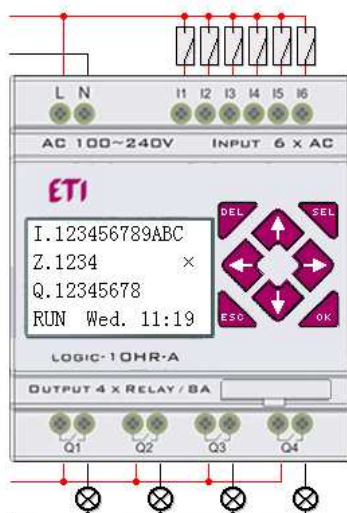 L N I1 I2 I3 I4 I5 I6
AC 100~240V INPUT 6 x AC
ETI
DEL SEL
I.123456789ABC
Z.1234 ×
Q.12345678
RUN Wed. 11:19
ESC OK
LOGIC-10HR-A
OUTPUT 4 x RELAY / 8A
Q1 Q2 Q3 Q4